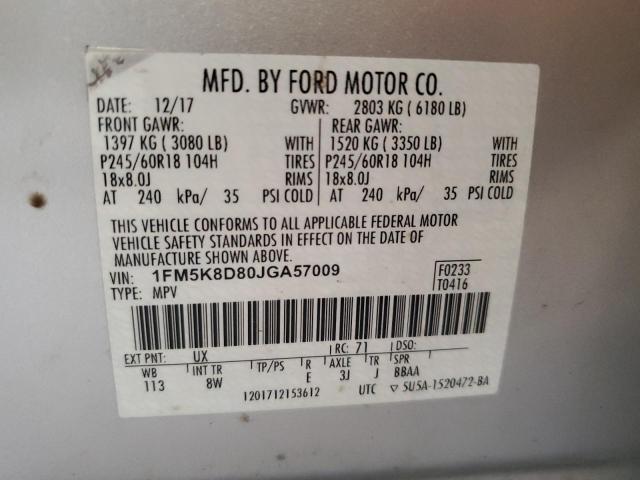 MFD. BY FORD MOTOR CO.
DATE: 12/17 GVWR: 2803 KG ( 6180 LB)
FRONT GAWR: REAR GAWR:
1397 KG ( 3080 LB) WITH 1520 KG ( 3350 LB) WITH
P245/60R18 104H TIRES P245/60R18 104H TIRES
18x8.0J RIMS 18x8.0J RIMS
AT 240 kPa/ 35 PSI COLD AT 240 kPa/ 35 PSI COLD
THIS VEHICLE CONFORMS TO ALL APPLICABLE FEDERAL MOTOR
VEHICLE SAFETY STANDARDS IN EFFECT ON THE DATE OF
MANUFACTURE SHOWN ABOVE.
VIN: 1FM5K8D80JGA57009 F0233
TYPE: MPV T0416
EXT PNT: UX RC: 71 DSO:
WB INT TR TP/PS R AXLE TR SPR
113 8W E 3J J BBAA
1201712153612 UTC ▽ 5U5A-1520472-BA